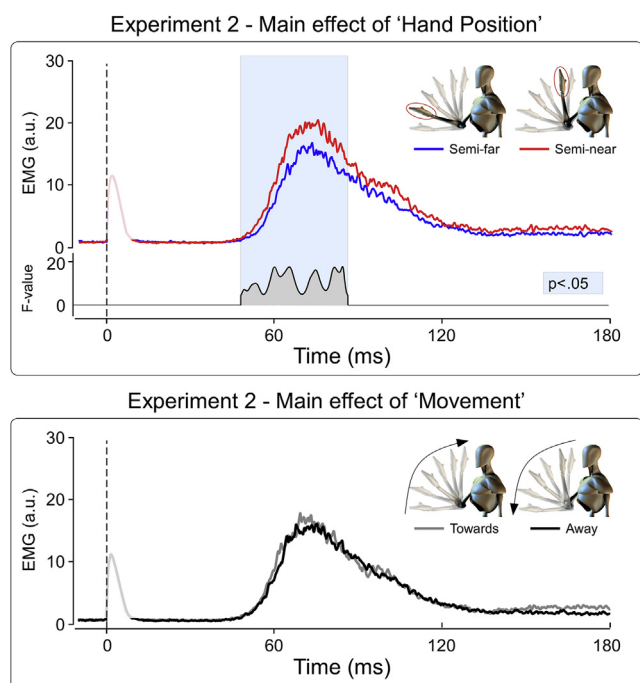 Experiment 2 - Main effect of ‘Hand Position’
30
20
10
0
EMG (a.u.)
Semi-far
Semi-near
20
0
F-value
p<.05
0
60
120
180
Time (ms)
Experiment 2 - Main effect of ‘Movement’
30
20
10
0
EMG (a.u.)
Towards
Away
0
60
120
180
Time (ms)